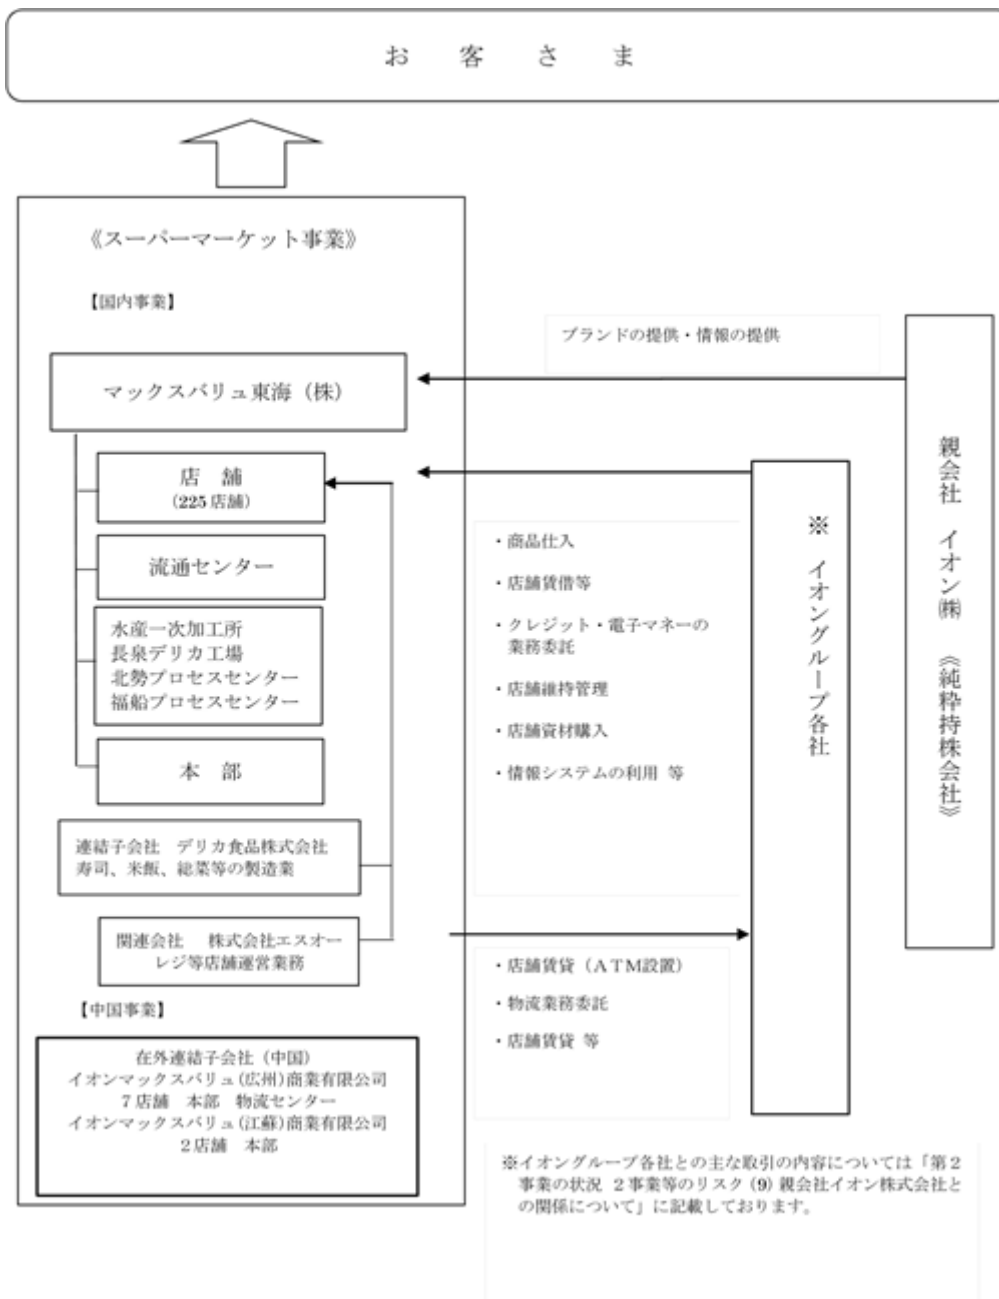 お客さま
《スーパーマーケット事業》
【国内事業】
マックスバリュ東海（株）
店 舗
(225店舗)
流通センター
水産一次加工所
長泉デリカ工場
北勢プロセスセンター
福船プロセスセンター
本 部
連結子会社 デリカ食品株式会社
寿司、米飯、総菜等の製造業
関連会社 株式会社エスオー
レジ等店舗運営業務
【中国事業】
在外連結子会社（中国）
イオンマックスバリュ(広州)商業有限公司
7店舗 本部 物流センター
イオンマックスバリュ(江蘇)商業有限公司
2店舗 本部
ブランドの提供・情報の提供
・商品仕入
・店舗賃借等
・クレジット・電子マネーの
業務委託
・店舗維持管理
・店舗資材購入
・情報システムの利用 等
・店舗賃貸（ATM設置）
・物流業務委託
・店舗賃貸 等
※ イオングループ各社
親会社 イオン㈱ 《純粋持株会社》
※イオングループ各社との主な取引の内容については「第2
事業の状況 2事業等のリスク(9)親会社イオン株式会社と
の関係について」に記載しております。